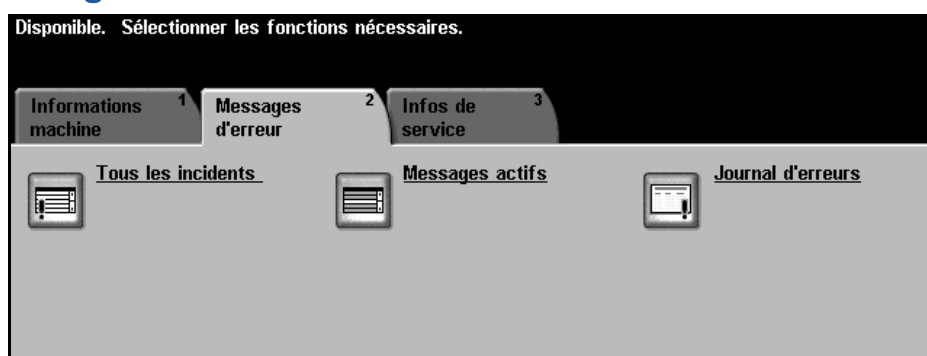 Disponible. Sélectionner les fonctions nécessaires.
Informations machine 1
Messages d'erreur 2
Infos de service 3
Tous les incidents
Messages actifs
Journal d'erreurs